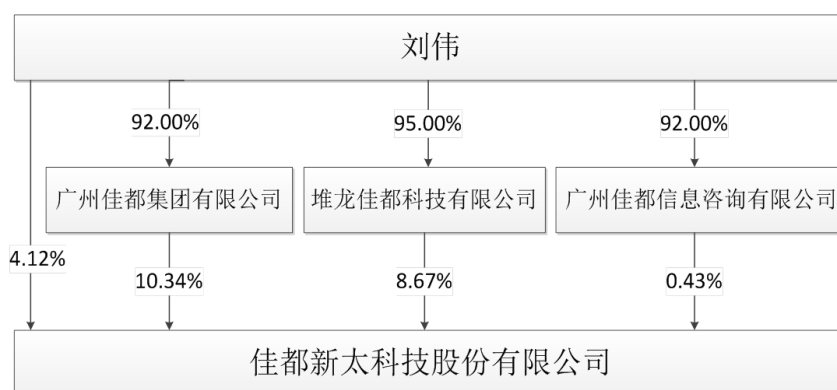 刘伟
92.00%
95.00%
92.00%
广州佳都集团有限公司
堆龙佳都科技有限公司
广州佳都信息咨询有限公司
4.12%
10.34%
8.67%
0.43%
佳都新太科技股份有限公司